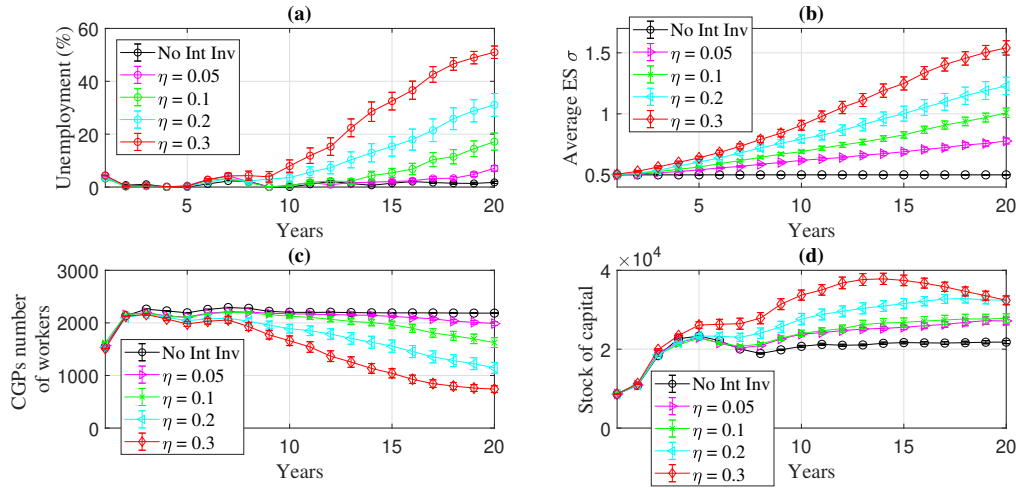 (a)
Unemployment (%)
60
40
20
0
5
10
15
20
Years
No Int Inv
η = 0.05
η = 0.1
η = 0.2
η = 0.3
(b)
Average ES σ
1.5
1
0.5
5
10
15
20
Years
No Int Inv
η = 0.05
η = 0.1
η = 0.2
η = 0.3
(c)
CGPs number
of workers
3000
2000
1000
0
5
10
15
20
Years
No Int Inv
η = 0.05
η = 0.1
η = 0.2
η = 0.3
(d)
×10⁴
Stock of capital
4
2
0
5
10
15
20
Years
No Int Inv
η = 0.05
η = 0.1
η = 0.2
η = 0.3